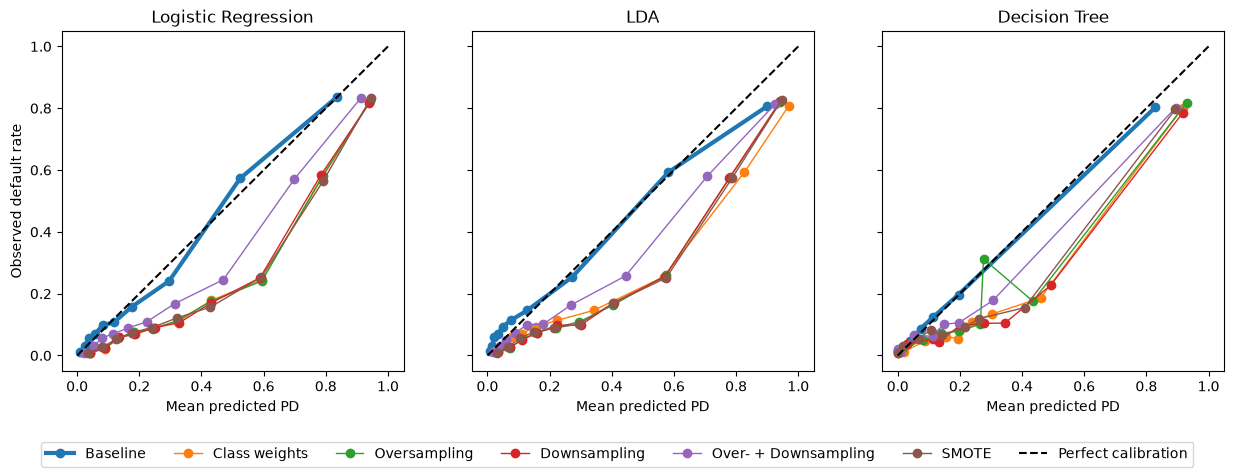 Logistic Regression
LDA
Decision Tree
Observed default rate
1.0
0.8
0.6
0.4
0.2
0.0
0.0 0.2 0.4 0.6 0.8 1.0
0.0 0.2 0.4 0.6 0.8 1.0
0.0 0.2 0.4 0.6 0.8 1.0
Mean predicted PD
Mean predicted PD
Mean predicted PD
Baseline Class weights Oversampling Downsampling Over- + Downsampling SMOTE Perfect calibration